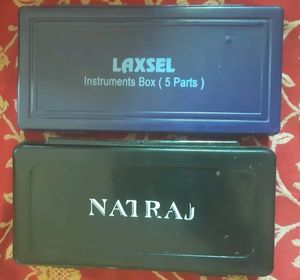 LAXSEL
Instruments Box ( 5 Parts )
NATRAJ